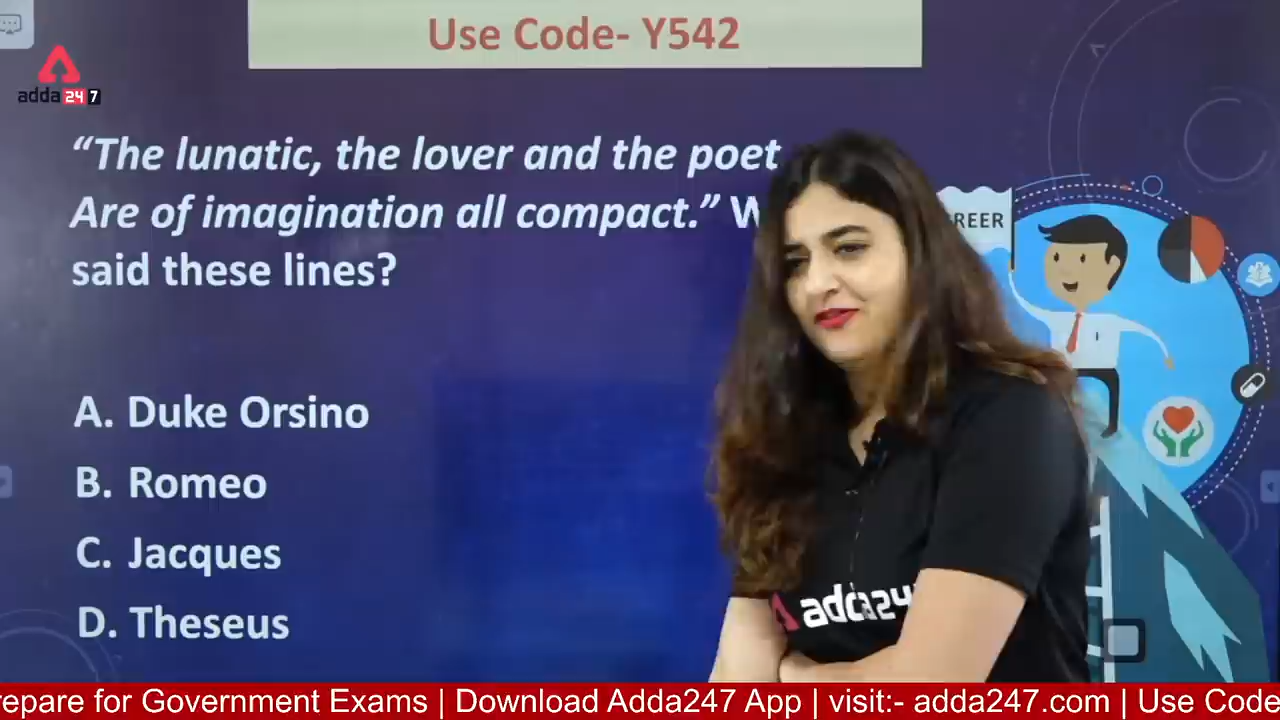 Use Code- Y542
adda 24 7
“The lunatic, the lover and the poet
Are of imagination all compact.”
said these lines?
A. Duke Orsino
B. Romeo
C. Jacques
D. Theseus
REER
adda24
repare for Government Exams | Download Adda247 App | visit:- adda247.com | Use Code